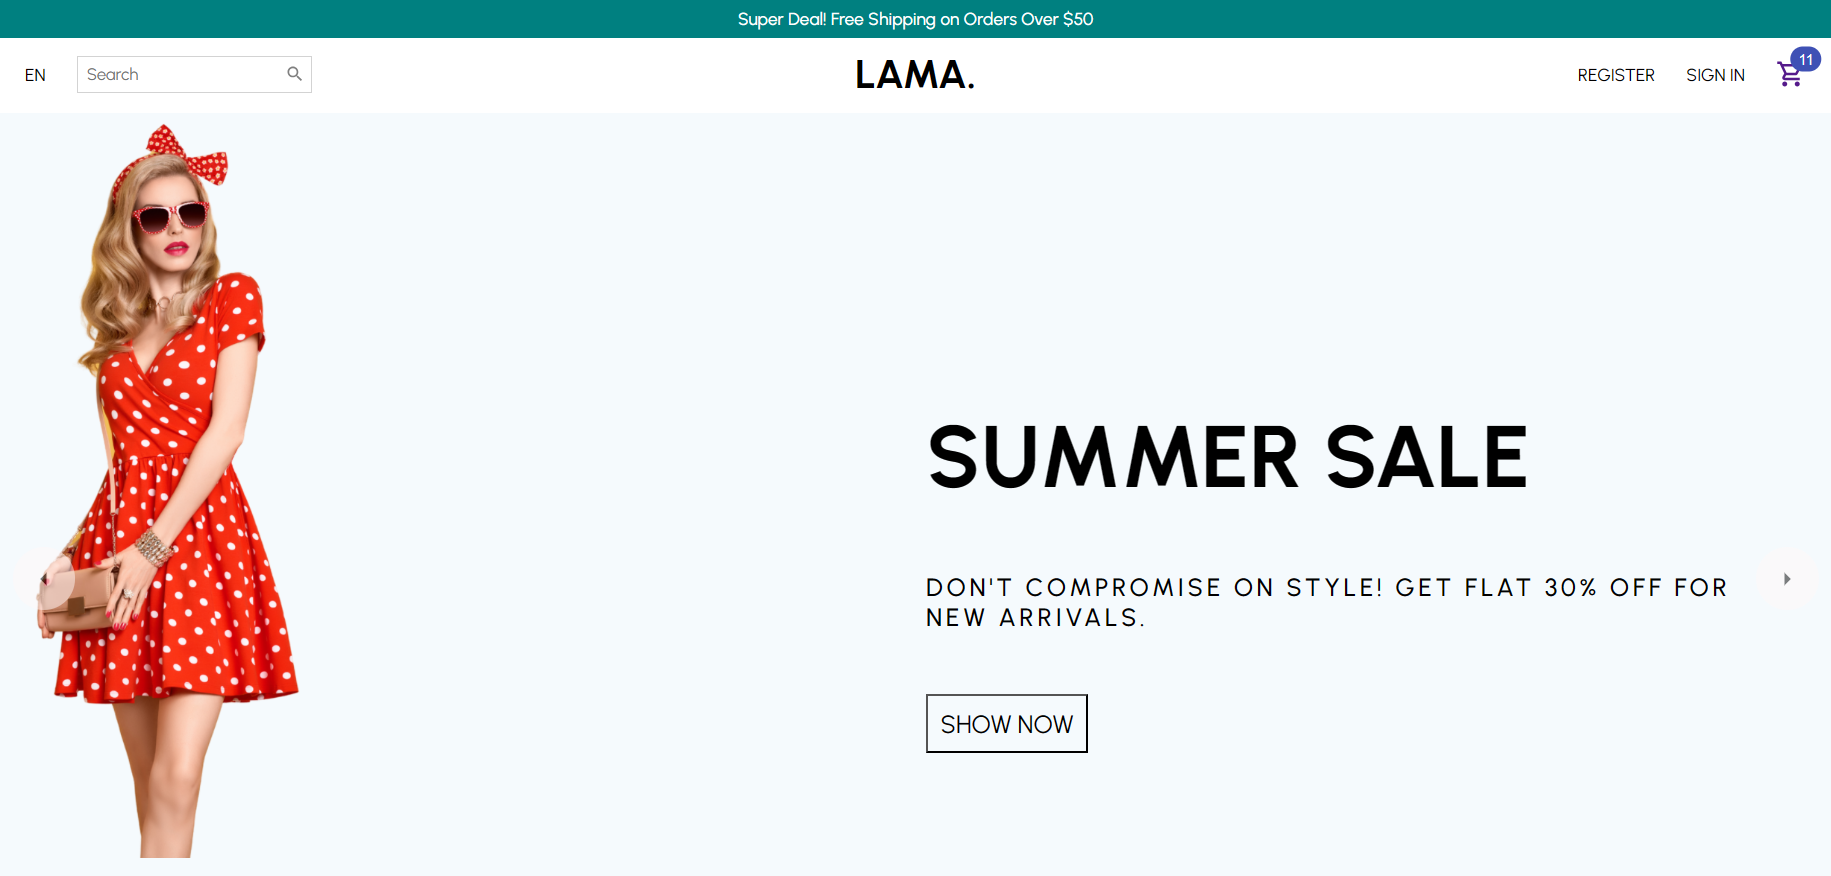 Super Deal! Free Shipping on Orders Over $50
EN
Search
LAMA.
REGISTER
SIGN IN
11
SUMMER SALE
DON'T COMPROMISE ON STYLE! GET FLAT 30% OFF FOR
NEW ARRIVALS.
SHOW NOW